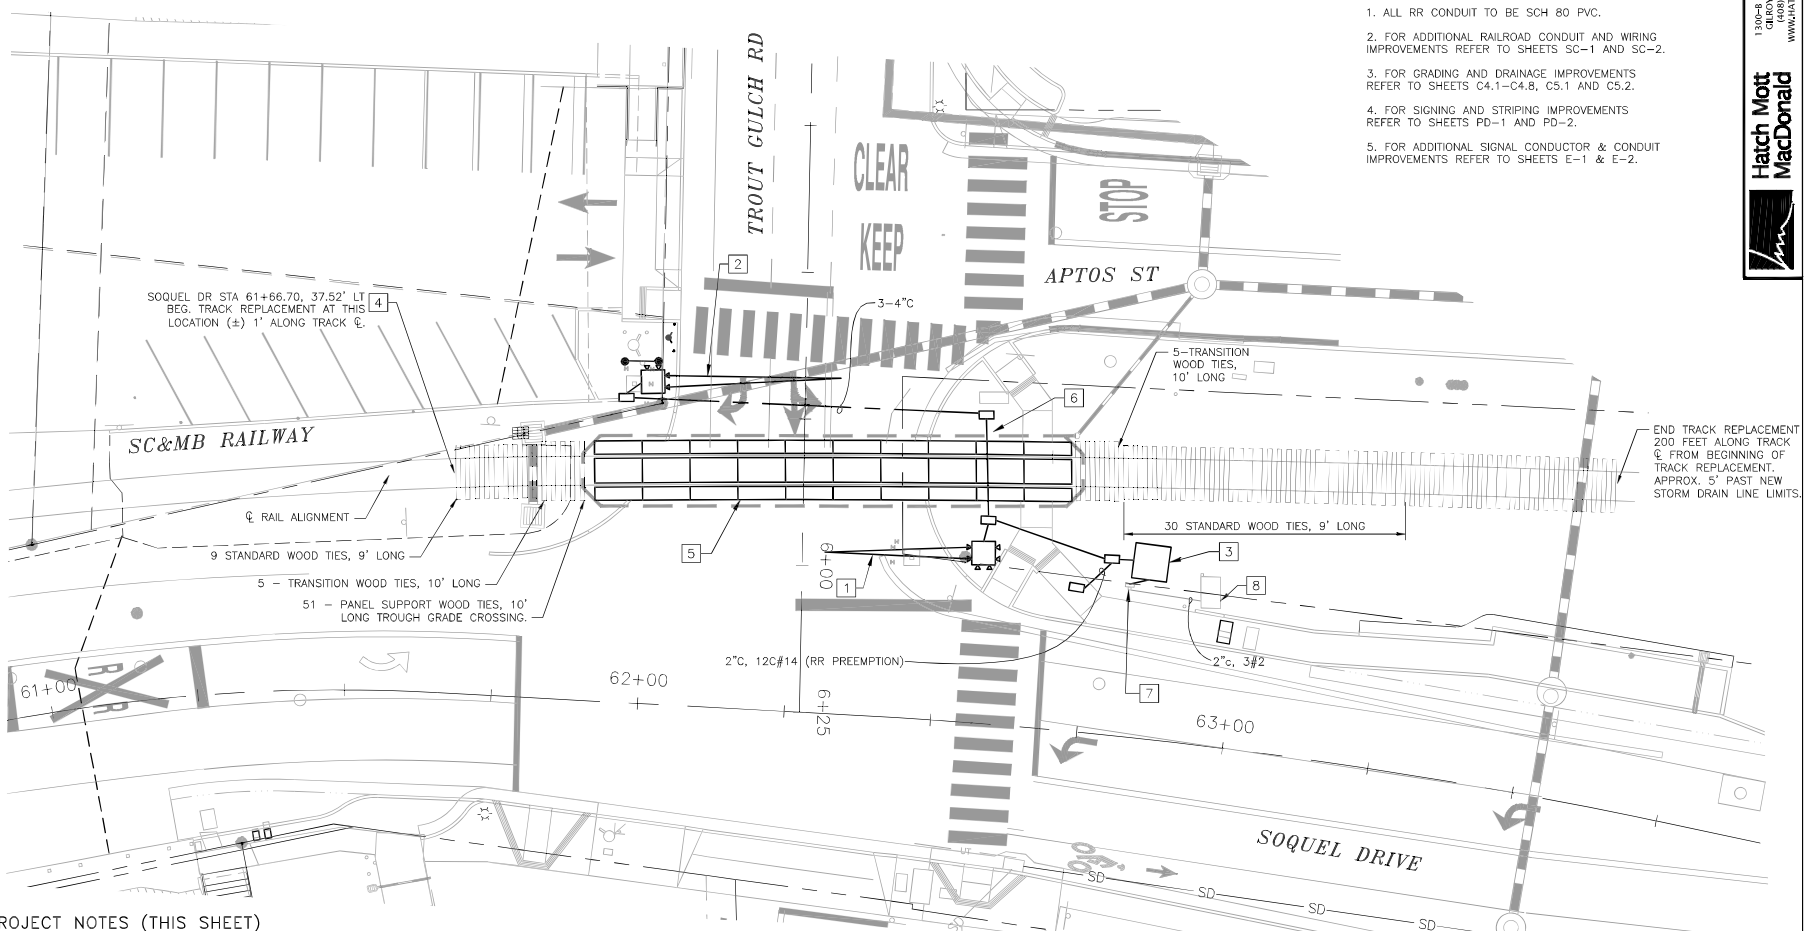 1. ALL RR CONDUIT TO BE SCH 80 PVC.
2. FOR ADDITIONAL RAILROAD CONDUIT AND WIRING
IMPROVEMENTS REFER TO SHEETS SC-1 AND SC-2.
3. FOR GRADING AND DRAINAGE IMPROVEMENTS
REFER TO SHEETS C4.1-C4.8, C5.1 AND C5.2.
4. FOR SIGNING AND STRIPING IMPROVEMENTS
REFER TO SHEETS PD-1 AND PD-2.
5. FOR ADDITIONAL SIGNAL CONDUCTOR & CONDUIT
IMPROVEMENTS REFER TO SHEETS E-1 & E-2.
1300-B
GILROY
(408)
WWW.HAT
Hatch Mott
MacDonald
TROUT GULCH RD
CLEAR
KEEP
STOP
APTOS ST
2
3-4"C
SOQUEL DR STA 61+66.70, 37.52' LT
BEG. TRACK REPLACEMENT AT THIS
LOCATION (±) 1' ALONG TRACK ℄.
4
5-TRANSITION
WOOD TIES,
10' LONG
6
SC&MB RAILWAY
END TRACK REPLACEMENT
200 FEET ALONG TRACK
℄ FROM BEGINNING OF
TRACK REPLACEMENT.
APPROX. 5' PAST NEW
STORM DRAIN LINE LIMITS.
℄ RAIL ALIGNMENT
30 STANDARD WOOD TIES, 9' LONG
9 STANDARD WOOD TIES, 9' LONG
5
3
6+00
1
8
5 - TRANSITION WOOD TIES, 10' LONG
51 - PANEL SUPPORT WOOD TIES, 10'
LONG TROUGH GRADE CROSSING.
2"C, 12C#14 (RR PREEMPTION)
2"c, 3#2
7
R R
61+00
62+00
6+25
63+00
SOQUEL DRIVE
UT
SD
SD
SD
SD
SD
ROJECT NOTES (THIS SHEET)